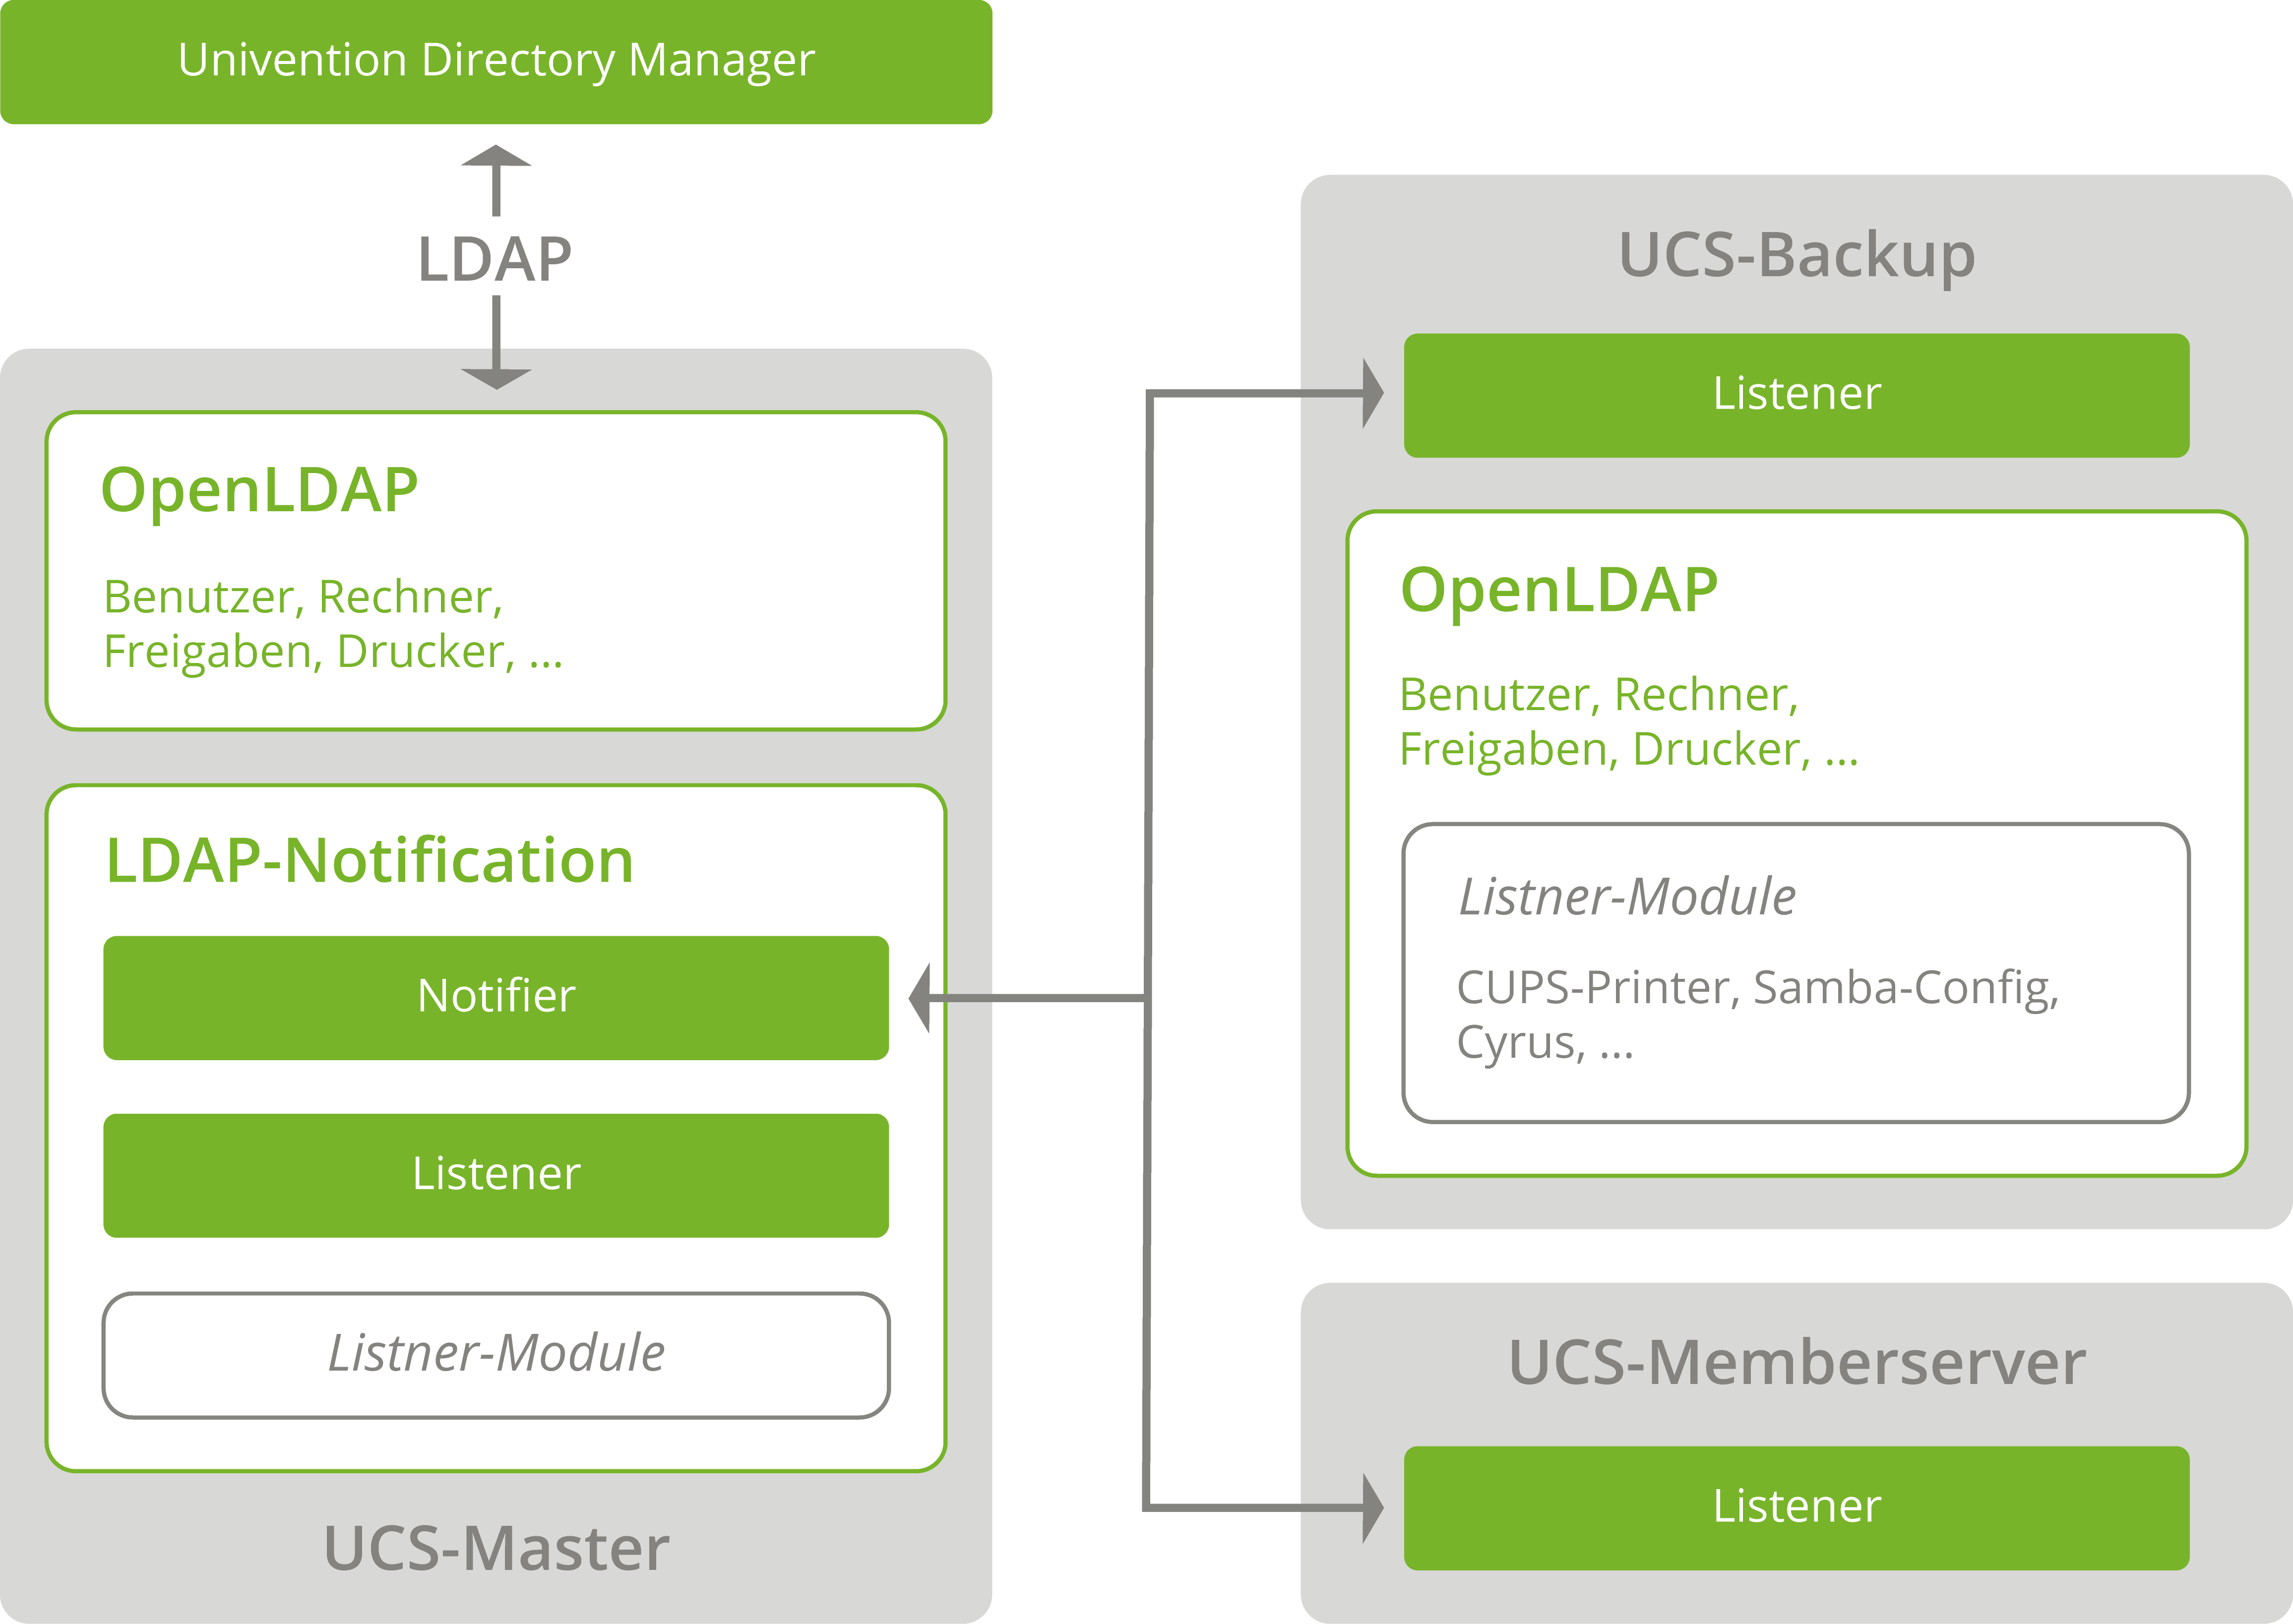 Univention Directory Manager
LDAP
OpenLDAP
Benutzer, Rechner,
Freigaben, Drucker, ...
LDAP-Notification
Notifier
Listener
Listner-Module
UCS-Master
UCS-Backup
Listener
OpenLDAP
Benutzer, Rechner,
Freigaben, Drucker, ...
Listner-Module
CUPS-Printer, Samba-Config,
Cyrus, ...
UCS-Memberserver
Listener